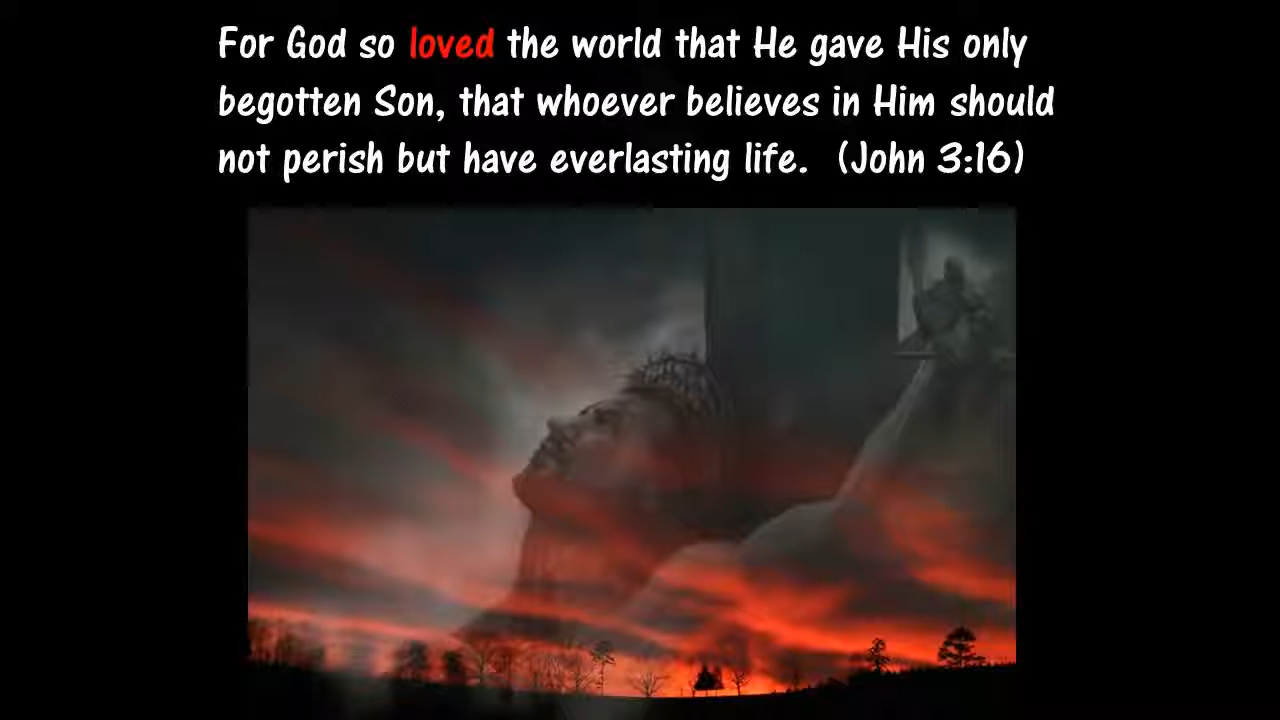 For God so loved the world that He gave His only
begotten Son, that whoever believes in Him should
not perish but have everlasting life. (John 3:16)